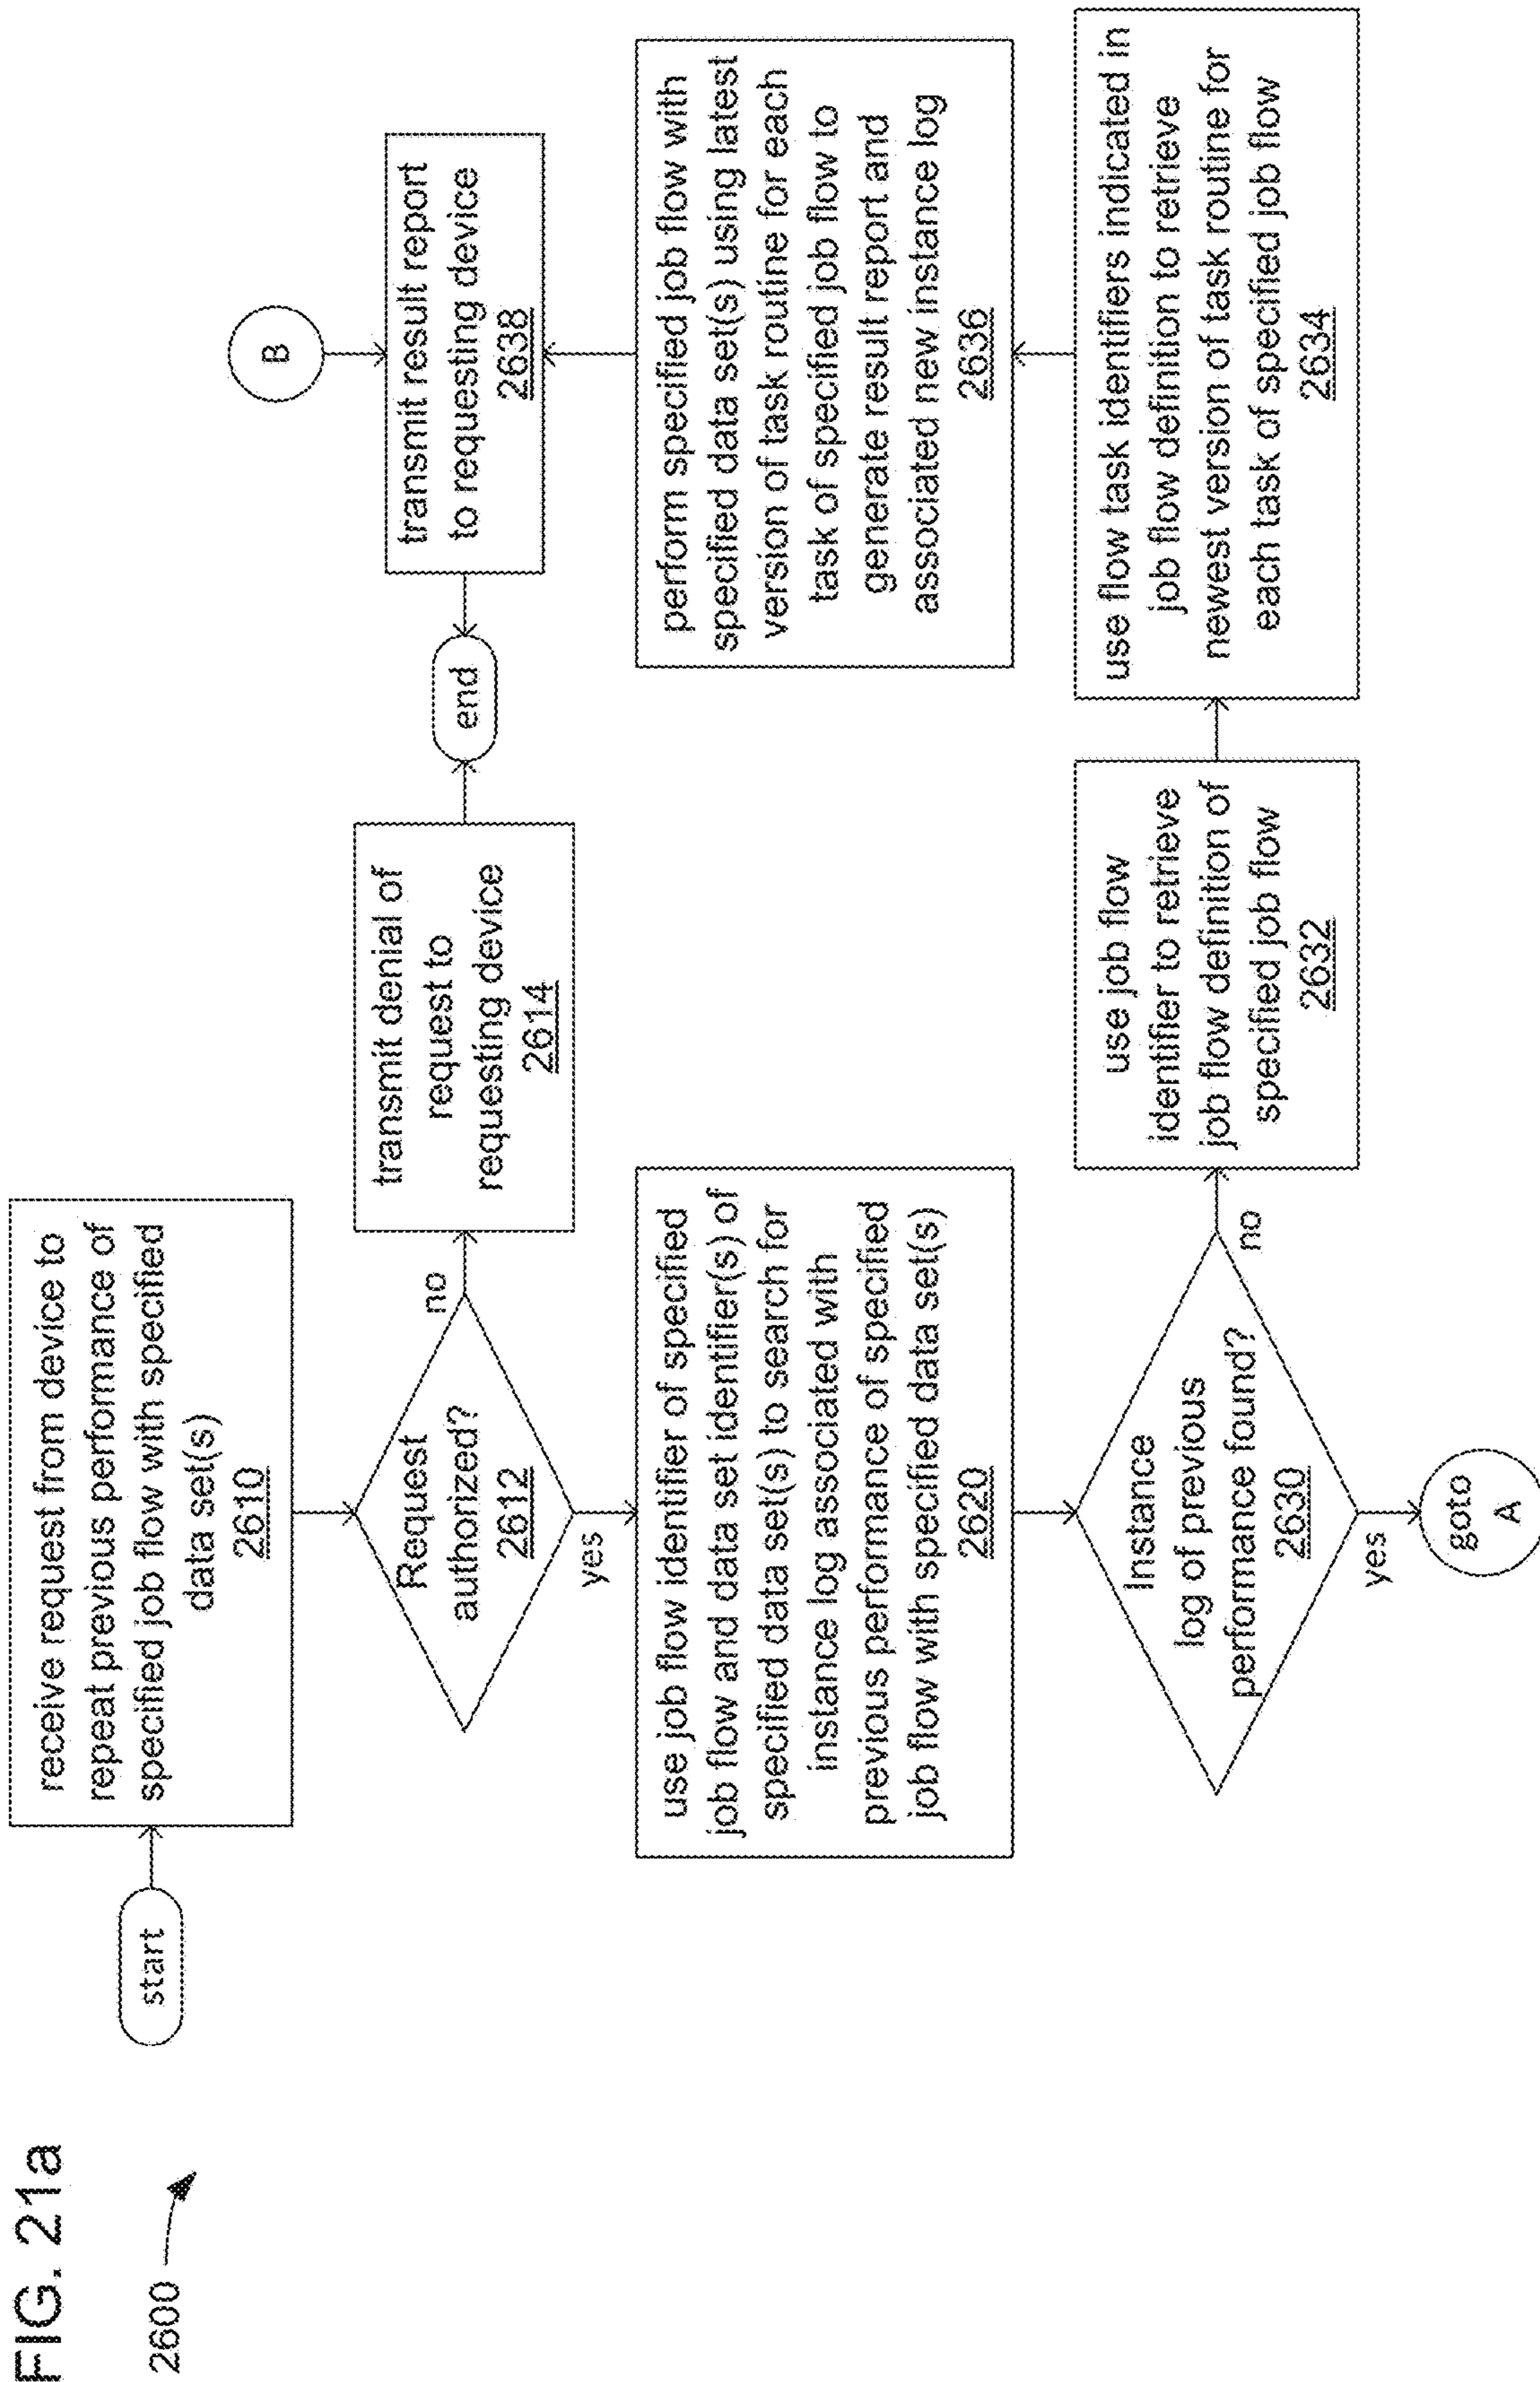 FIG. 21a
2600
start
receive request from device to
repeat previous performance of
specified job flow with specified
data set(s)
2610
Request
authorized?
2612
no
yes
transmit denial of
request to
requesting device
2614
end
B
transmit result report
to requesting device
2638
use job flow identifier of specified
job flow and data set identifier(s) of
specified data set(s) to search for
instance log associated with
previous performance of specified
job flow with specified data set(s)
2620
perform specified job flow with
specified data set(s) using latest
version of task routine for each
task of specified job flow to
generate result report and
associated new instance log
2636
Instance
log of previous
performance found?
2630
no
yes
goto
A
use job flow
identifier to retrieve
job flow definition of
specified job flow
2632
use flow task identifiers indicated in
job flow definition to retrieve
newest version of task routine for
each task of specified job flow
2634